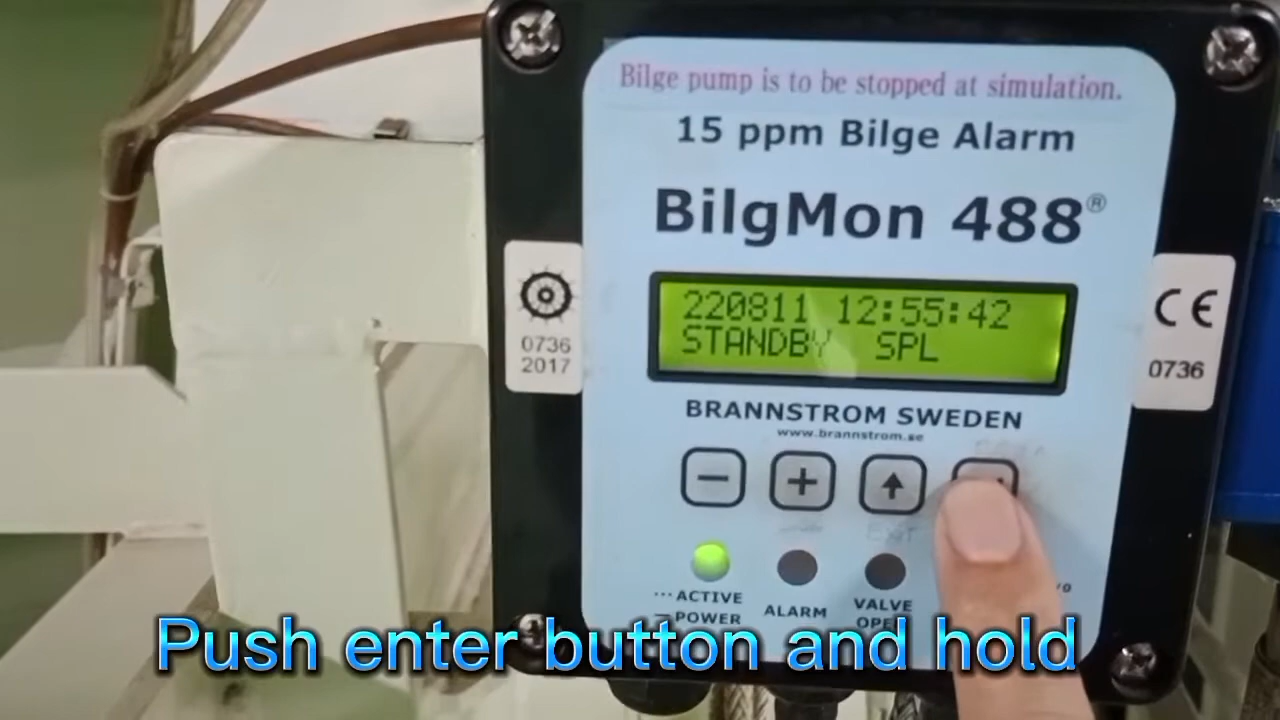 Bilge pump is to be stopped at simulation.
15 ppm Bilge Alarm
BilgMon 488®
220811 12:55:42
STANDBY SPL
0736
2017
CE
0736
BRANNSTROM SWEDEN
www.brannstrom.se
EXIT
ACTIVE
POWER
ALARM
VALVE
OPEN
Push enter button and hold